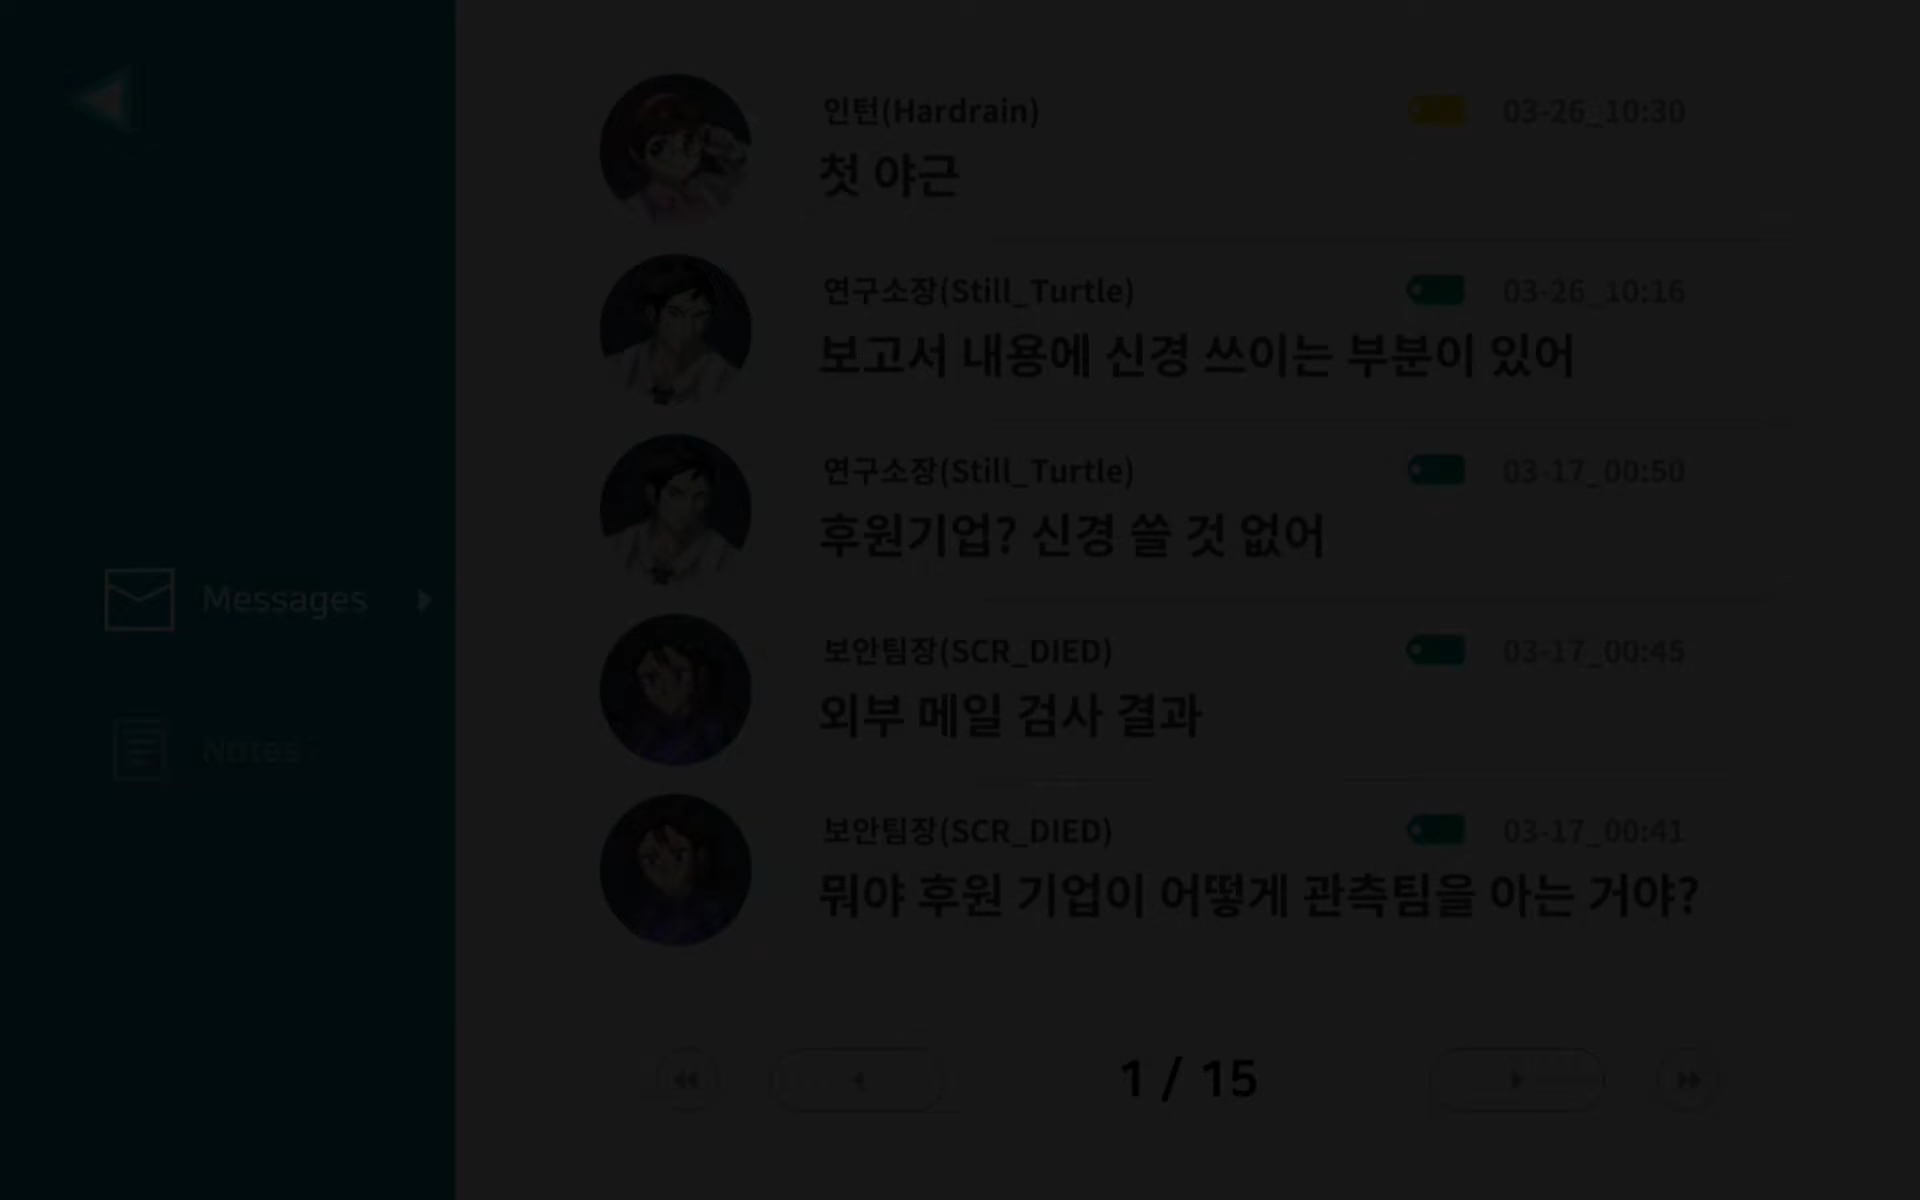 인턴(Hardrain)
03-26_10:30
첫 야근
연구소장(Still_Turtle)
03-26_10:16
보고서 내용에 신경 쓰이는 부분이 있어
연구소장(Still_Turtle)
03-17_00:50
후원기업? 신경 쓸 것 없어
Messages
보안팀장(SCR_DIED)
03-17_00:45
외부 메일 검사 결과
Notes
보안팀장(SCR_DIED)
03-17_00:41
뭐야 후원 기업이 어떻게 관측팀을 아는 거야?
1 / 15